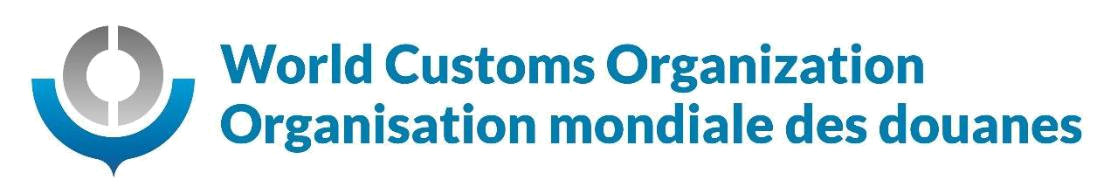 World Customs Organization
Organisation mondiale des douanes